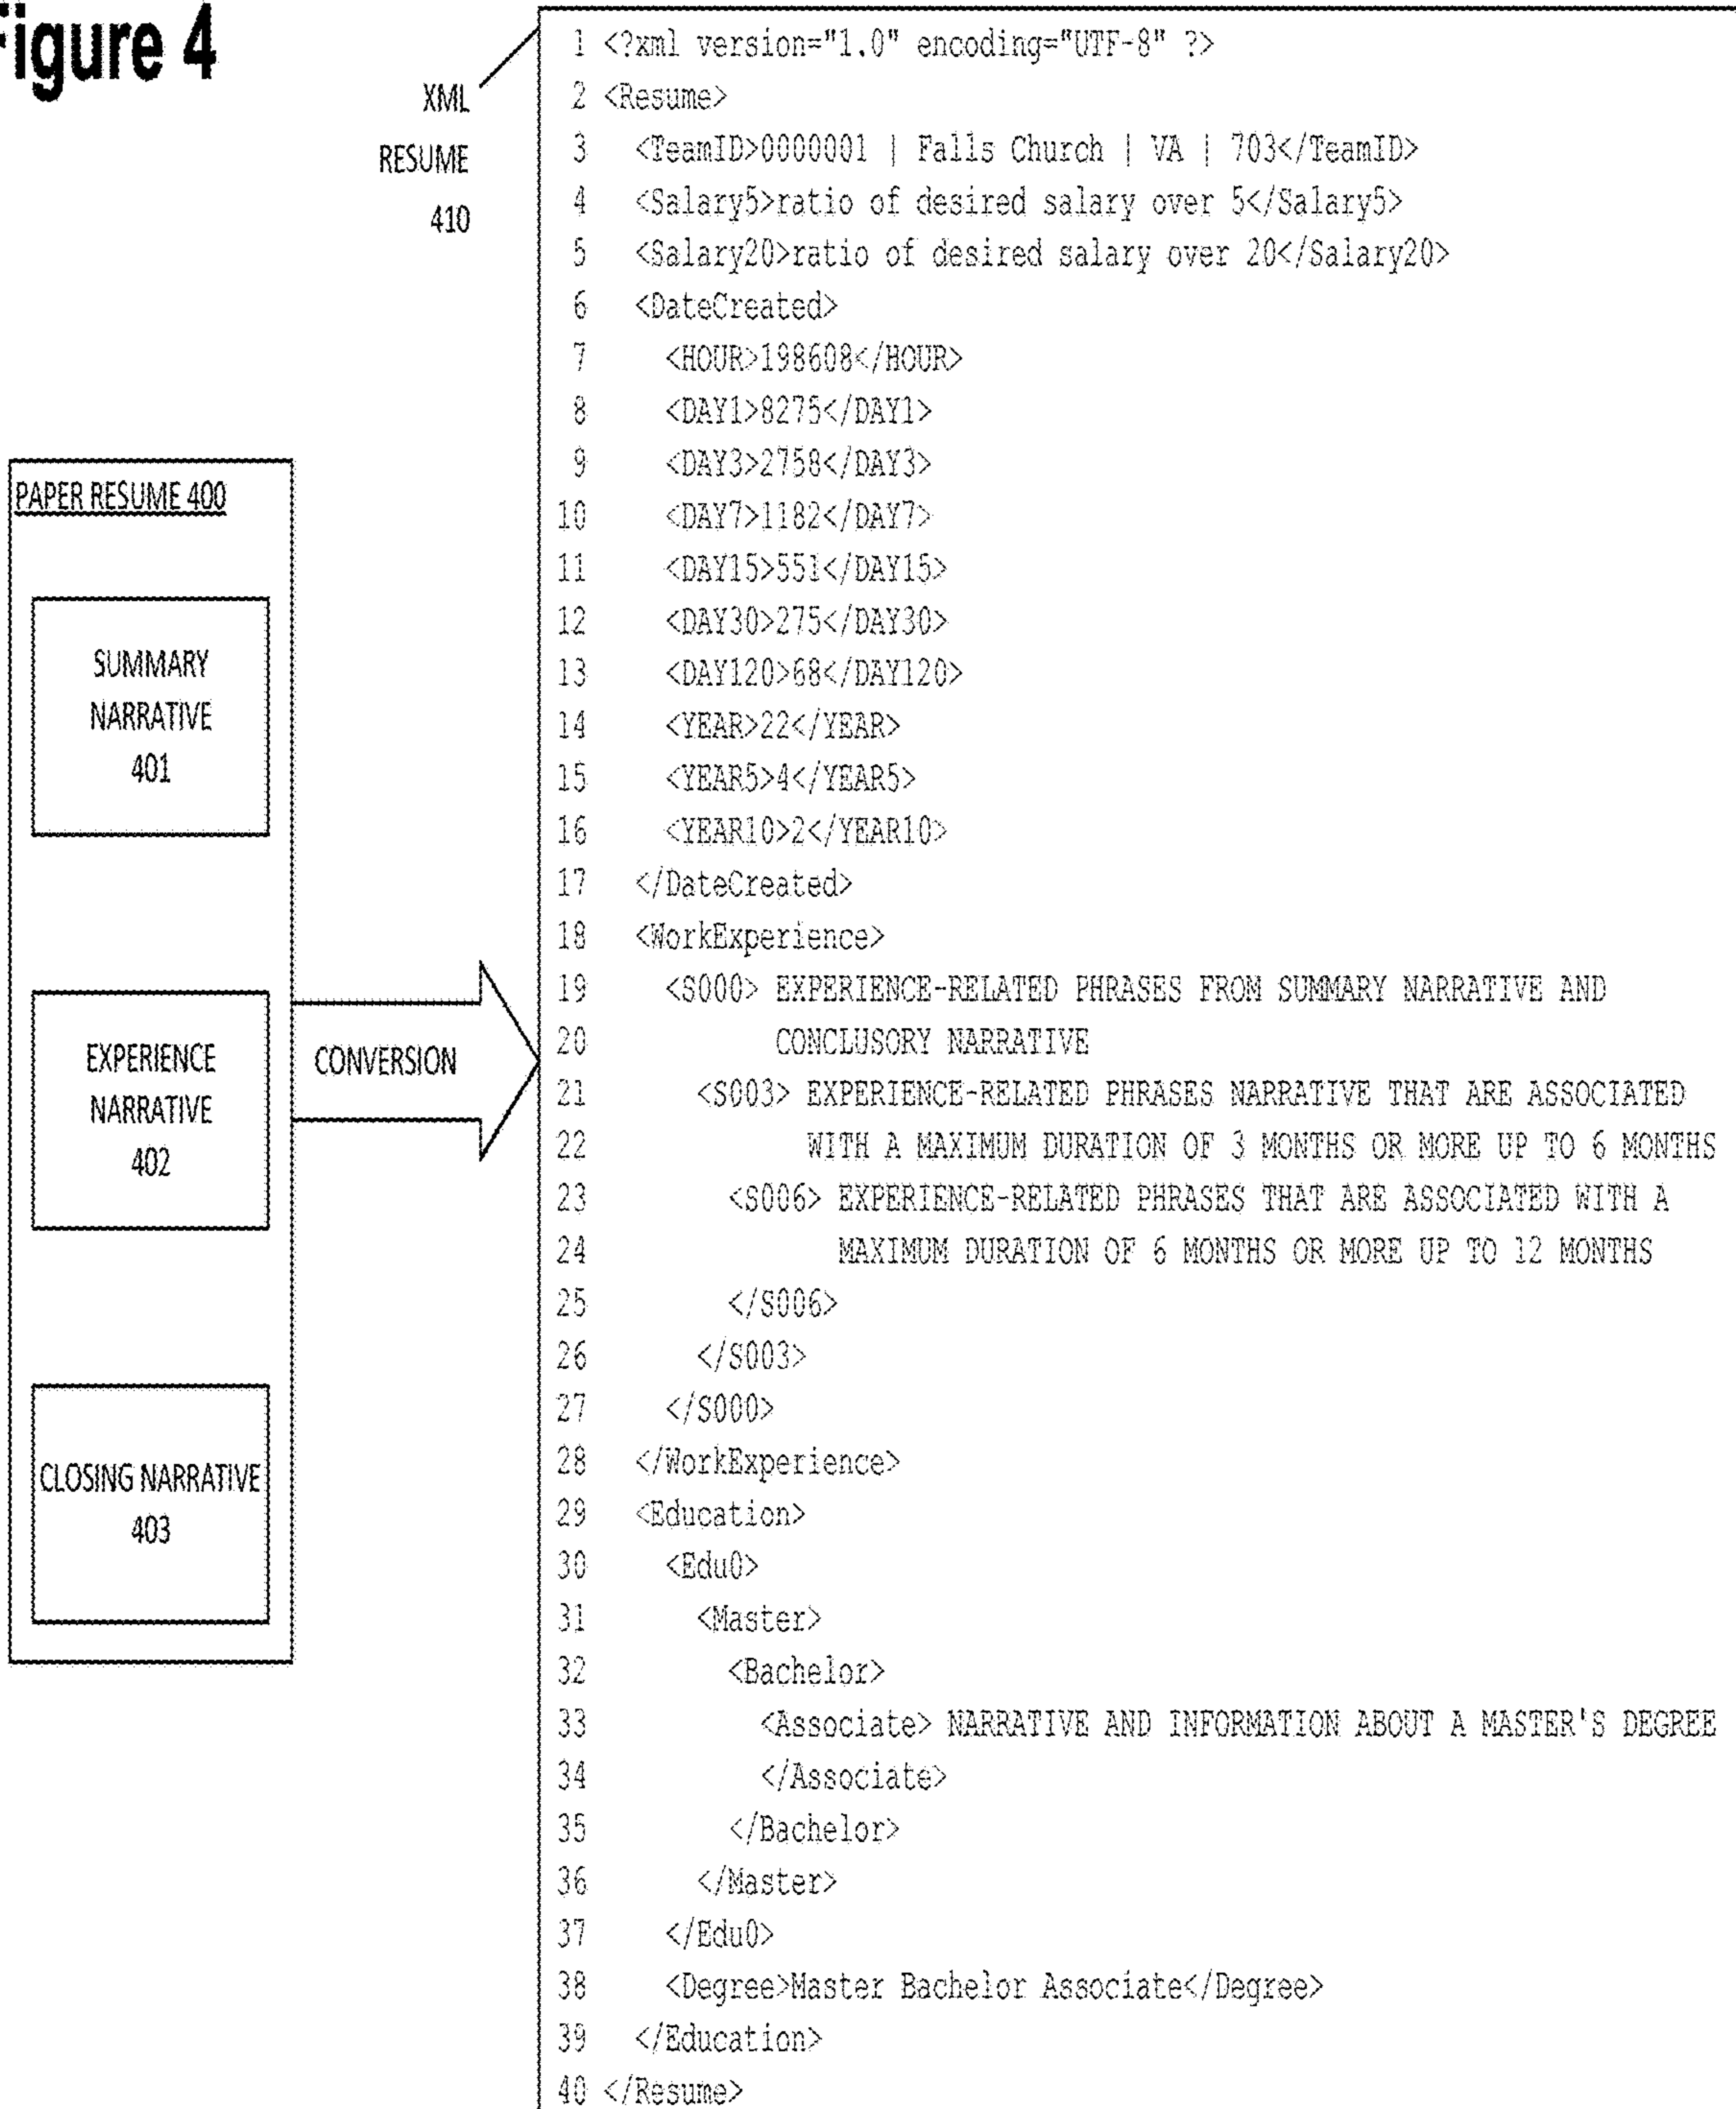 Figure 4
XML
RESUME
410
PAPER RESUME 400
SUMMARY
NARRATIVE
401
EXPERIENCE
NARRATIVE
402
CLOSING NARRATIVE
403
CONVERSION
1 <?xml version="1.0" encoding="UTF-8" ?>
2 <Resume>
3 <TeamID>0000001 | Falls Church | VA | 703</TeamID>
4 <Salary5>ratio of desired salary over 5</Salary5>
5 <Salary20>ratio of desired salary over 20</Salary20>
6 <DateCreated>
7 <HOUR>198608</HOUR>
8 <DAY1>8275</DAY1>
9 <DAY3>2758</DAY3>
10 <DAY7>1182</DAY7>
11 <DAY15>551</DAY15>
12 <DAY30>275</DAY30>
13 <DAY120>68</DAY120>
14 <YEAR>22</YEAR>
15 <YEAR5>4</YEAR5>
16 <YEAR10>2</YEAR10>
17 </DateCreated>
18 <WorkExperience>
19 <S000> EXPERIENCE-RELATED PHRASES FROM SUMMARY NARRATIVE AND
20 CONCLUSORY NARRATIVE
21 <S003> EXPERIENCE-RELATED PHRASES NARRATIVE THAT ARE ASSOCIATED
22 WITH A MAXIMUM DURATION OF 3 MONTHS OR MORE UP TO 6 MONTHS
23 <S006> EXPERIENCE-RELATED PHRASES THAT ARE ASSOCIATED WITH A
24 MAXIMUM DURATION OF 6 MONTHS OR MORE UP TO 12 MONTHS
25 </S006>
26 </S003>
27 </S000>
28 </WorkExperience>
29 <Education>
30 <Edu0>
31 <Master>
32 <Bachelor>
33 <Associate> NARRATIVE AND INFORMATION ABOUT A MASTER'S DEGREE
34 </Associate>
35 </Bachelor>
36 </Master>
37 </Edu0>
38 <Degree>Master Bachelor Associate</Degree>
39 </Education>
40 </Resume>